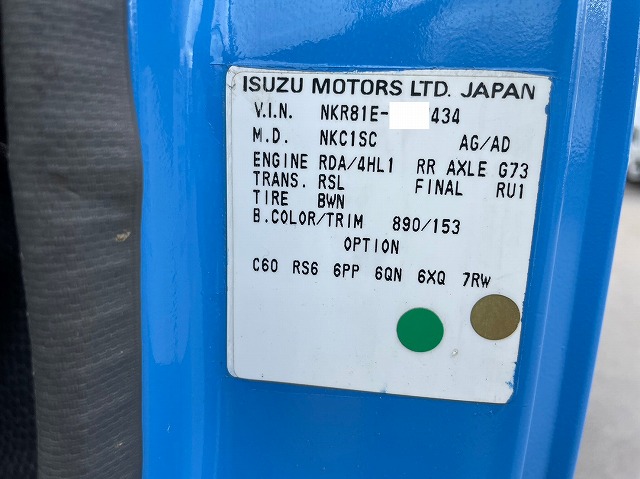 ISUZU MOTORS LTD. JAPAN
V.I.N. NKR81E- 434
M.D. NKC1SC AG/AD
ENGINE RDA/4HL1 RR AXLE G73
TRANS. RSL FINAL RU1
TIRE BWN
B.COLOR/TRIM 890/153
OPTION
C60 RS6 6PP 6QN 6XQ 7RW